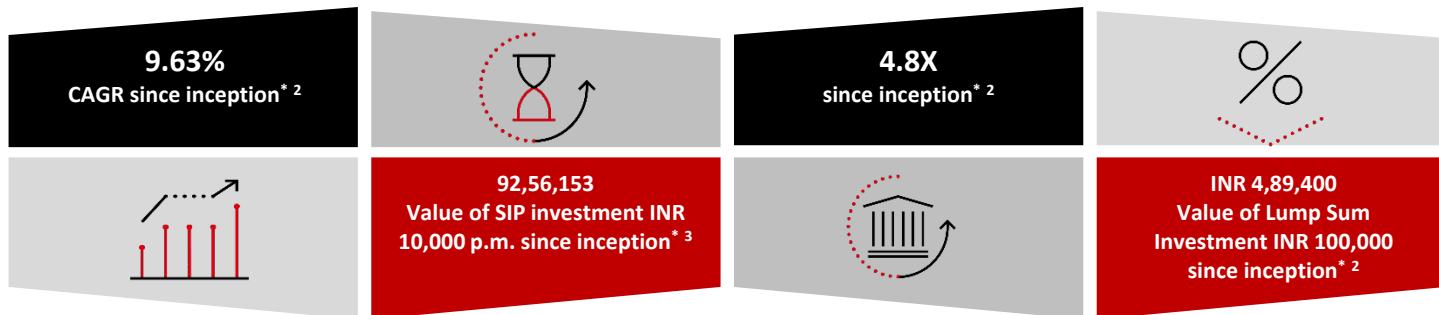 9.63%
CAGR since inception* 2
4.8X
since inception* 2
92,56,153
Value of SIP investment INR
10,000 p.m. since inception* 3
INR 4,89,400
Value of Lump Sum
Investment INR 100,000
since inception* 2